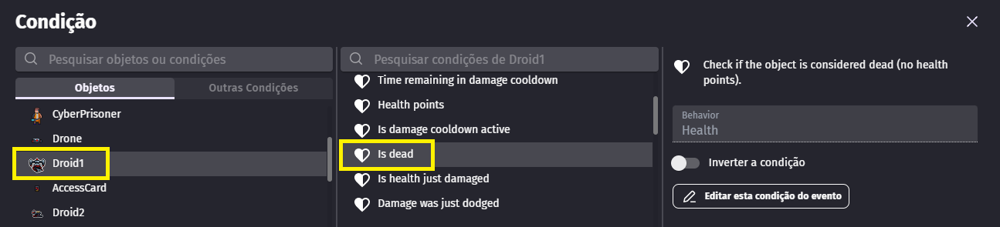 Condição
Pesquisar objetos ou condições
Objetos
Outras Condições
CyberPrisoner
Drone
Droid1
AccessCard
Droid2
Pesquisar condições de Droid1
Time remaining in damage cooldown
Health points
Is damage cooldown active
Is dead
Is health just damaged
Damage was just dodged
Check if the object is considered dead (no health
points).
Behavior
Health
Inverter a condição
Editar esta condição do evento